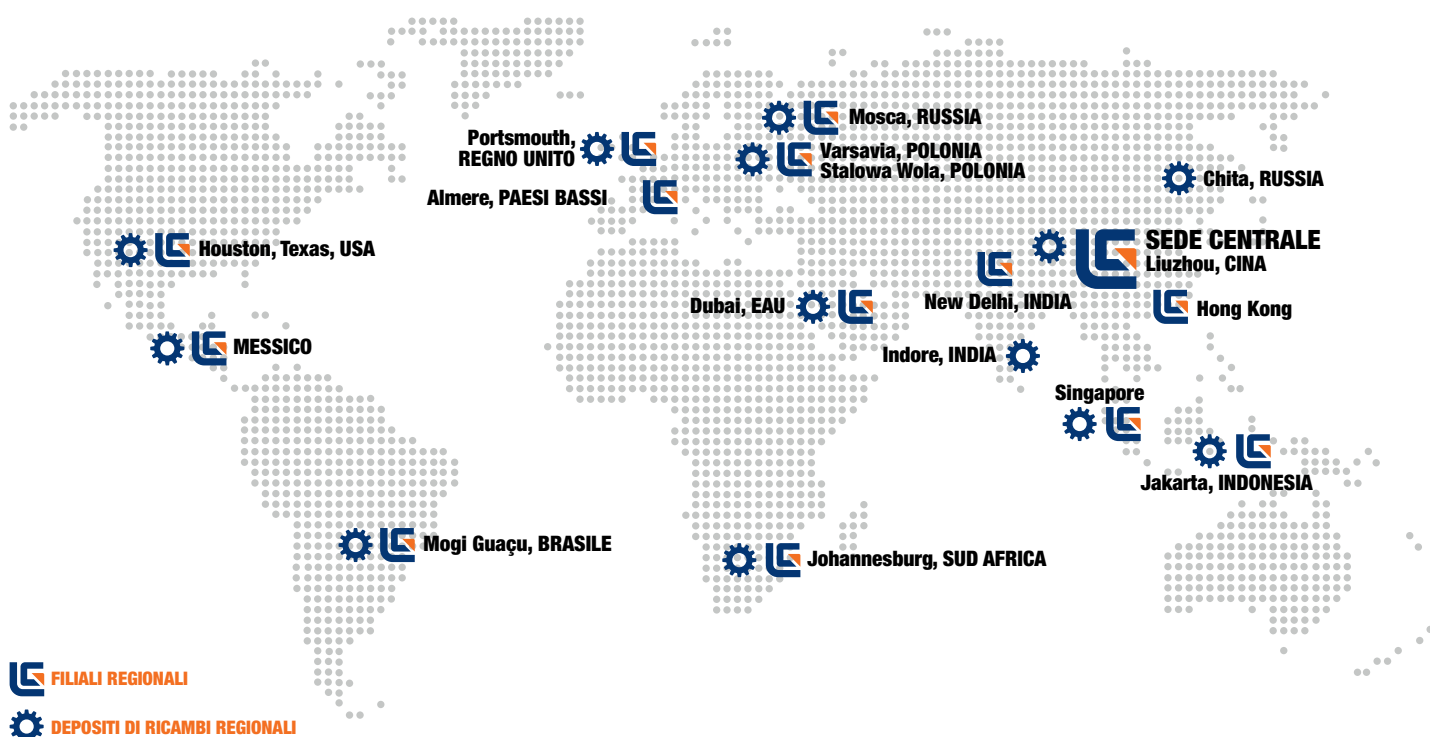 Mosca, RUSSIA
Portsmouth,
REGNO UNITO
Varsavia, POLONIA
Stalowa Wola, POLONIA
Chita, RUSSIA
Almere, PAESI BASSI
Houston, Texas, USA
SEDE CENTRALE
Liuzhou, CINA
Dubai, EAU
New Delhi, INDIA
Hong Kong
MESSICO
Indore, INDIA
Singapore
Jakarta, INDONESIA
Mogi Guaçu, BRASILE
Johannesburg, SUD AFRICA
FILIALI REGIONALI
DEPOSITI DI RICAMBI REGIONALI